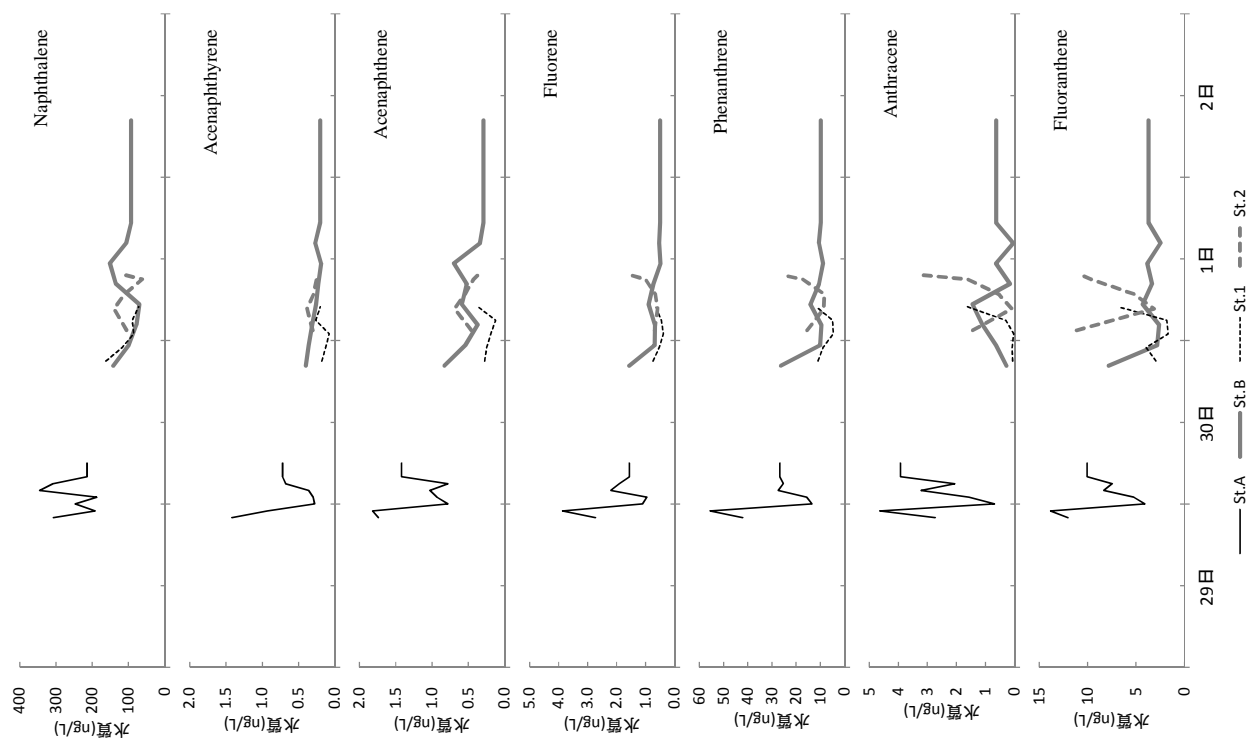 Naphthalene
水質(ng/L)
400
300
200
100
0
Acenaphthyrene
水質(ng/L)
2.0
1.5
1.0
0.5
0.0
Acenaphthene
水質(ng/L)
2.0
1.5
1.0
0.5
0.0
Fluorene
水質(ng/L)
5.0
4.0
3.0
2.0
1.0
0.0
Phenanthrene
水質(ng/L)
60
50
40
30
20
10
0
Anthracene
水質(ng/L)
5
4
3
2
1
0
Fluoranthene
水質(ng/L)
15
10
5
0
29日
30日
1日
2日
St.A
St.B
St.1
St.2